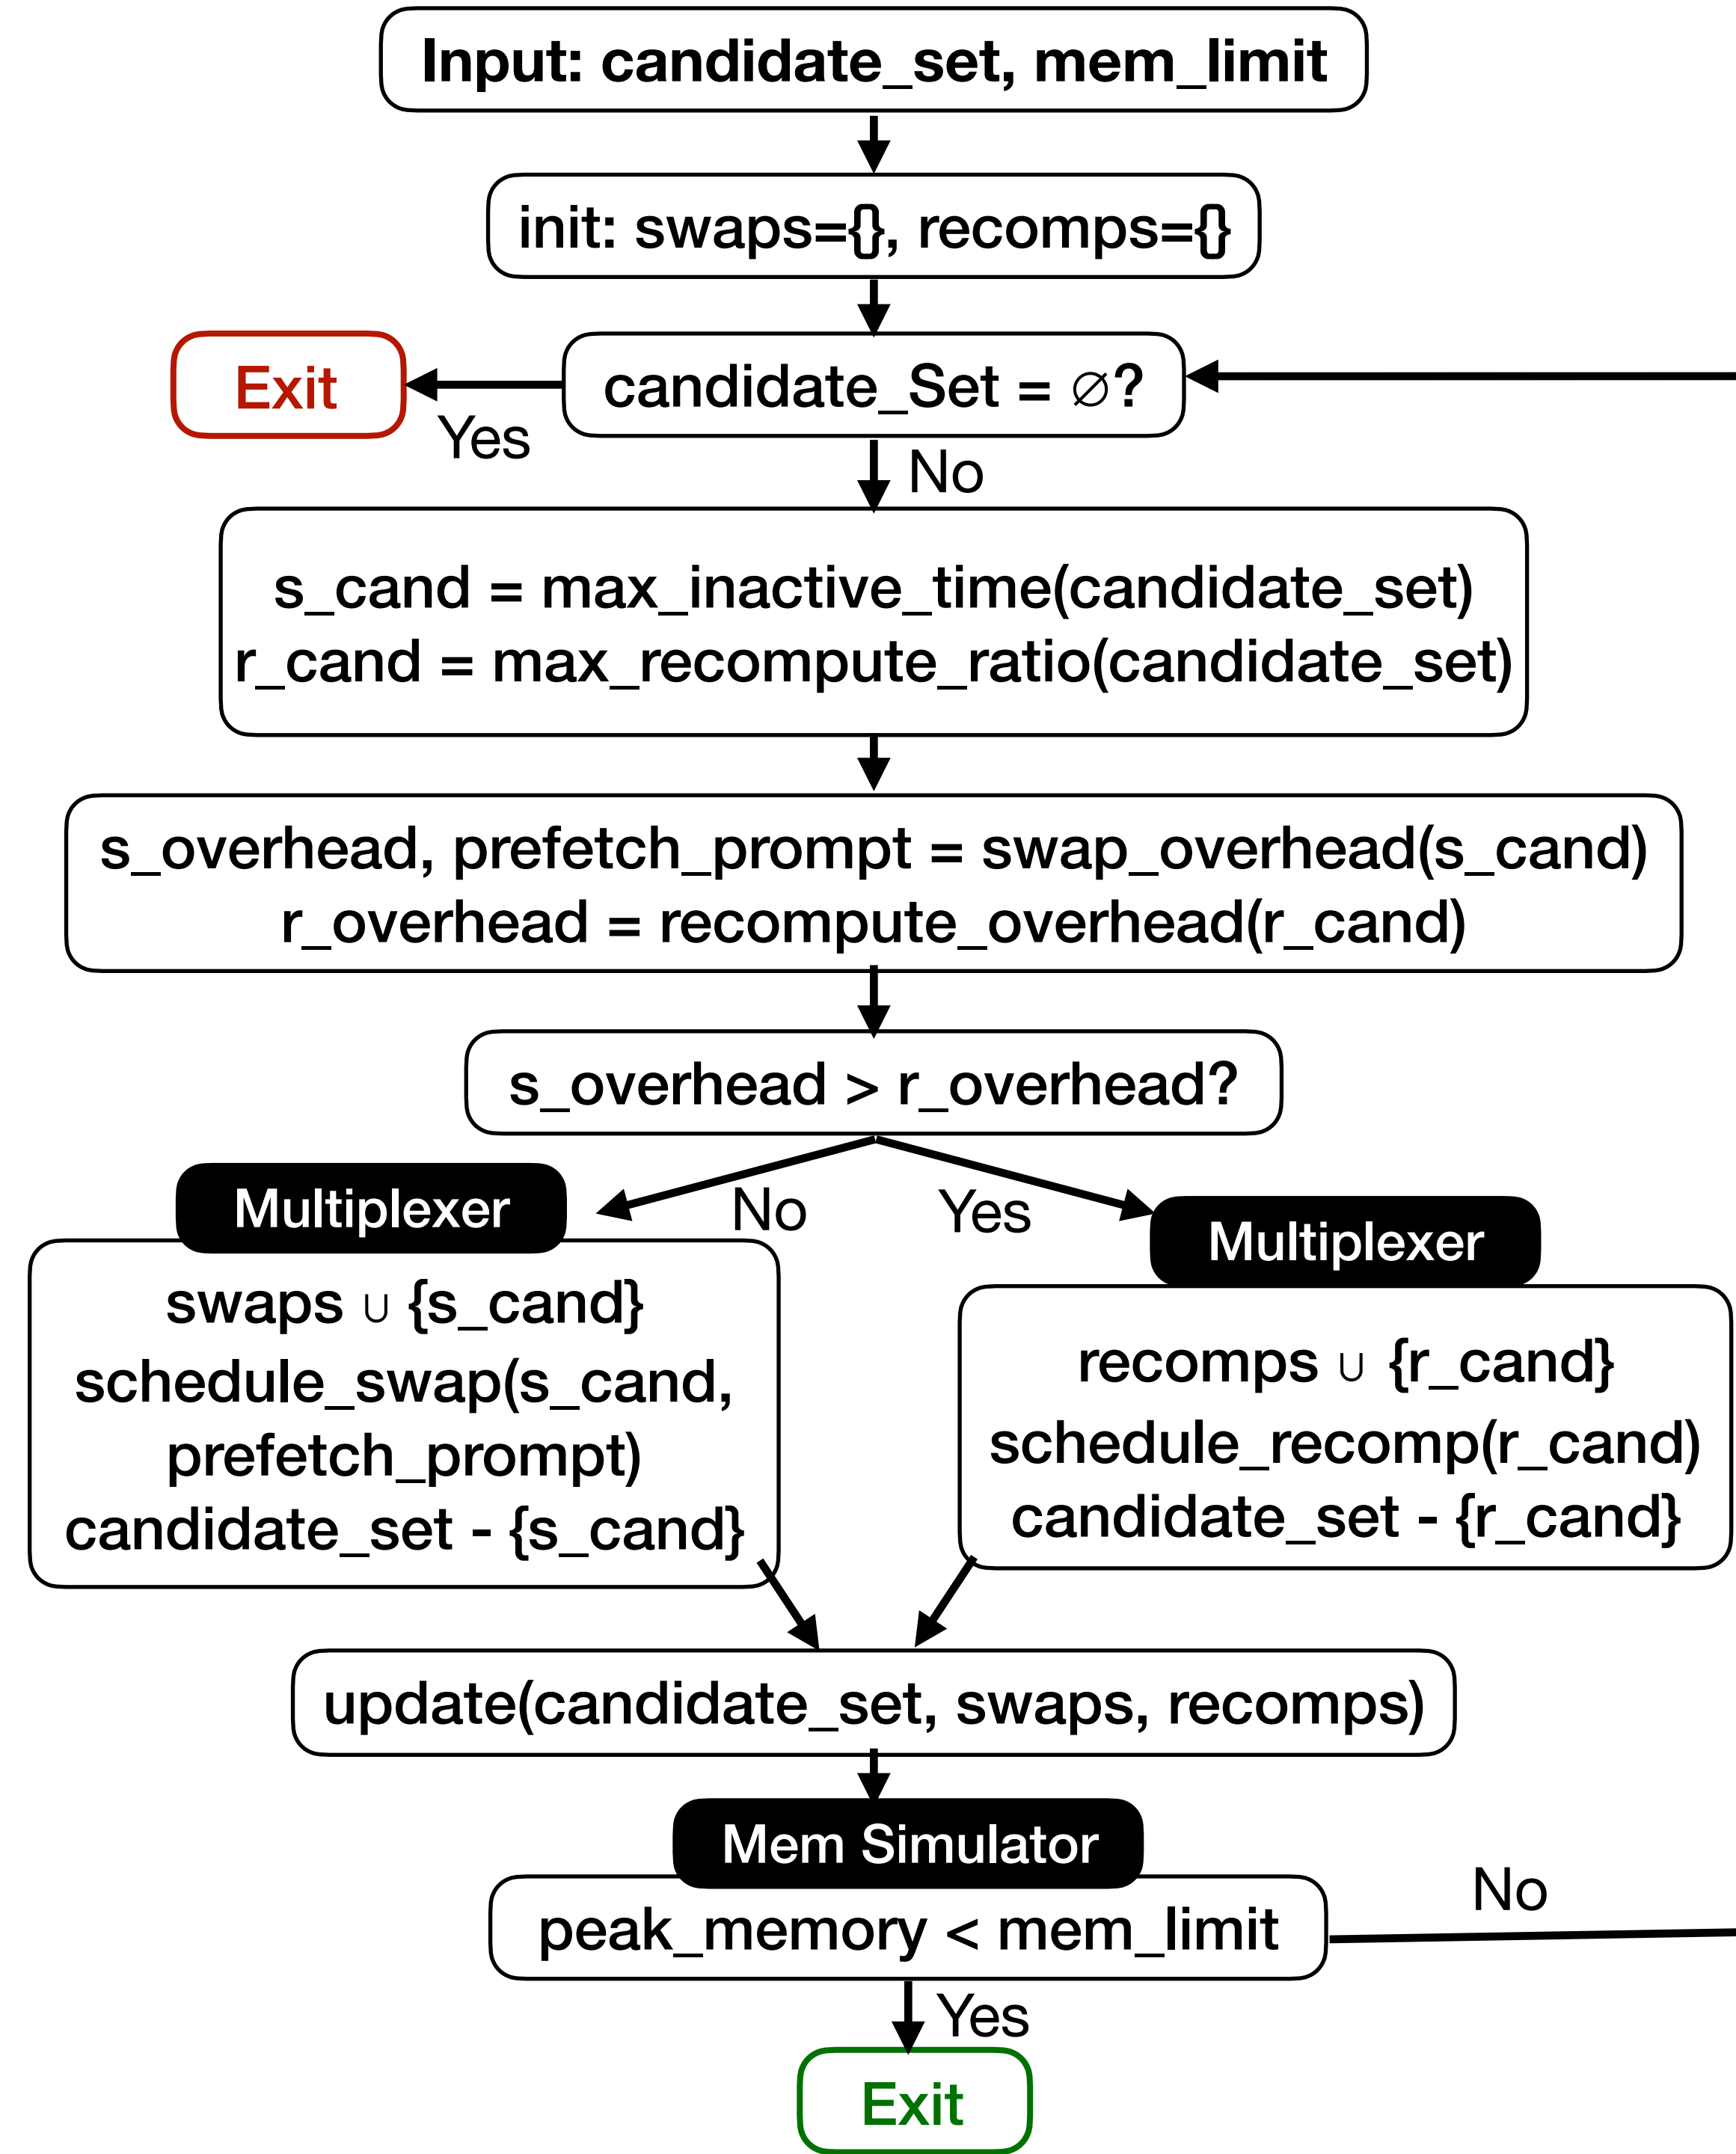 Input: candidate_set, mem_limit
init: swaps={}, recomps={}
Exit
candidate_Set = ∅?
Yes
No
s_cand = max_inactive_time(candidate_set)
r_cand = max_recompute_ratio(candidate_set)
s_overhead, prefetch_prompt = swap_overhead(s_cand)
r_overhead = recompute_overhead(r_cand)
s_overhead > r_overhead?
No
Yes
Multiplexer
swaps ∪ {s_cand}
schedule_swap(s_cand,
prefetch_prompt)
candidate_set - {s_cand}
Multiplexer
recomps ∪ {r_cand}
schedule_recomp(r_cand)
candidate_set - {r_cand}
update(candidate_set, swaps, recomps)
Mem Simulator
peak_memory < mem_limit
No
Yes
Exit